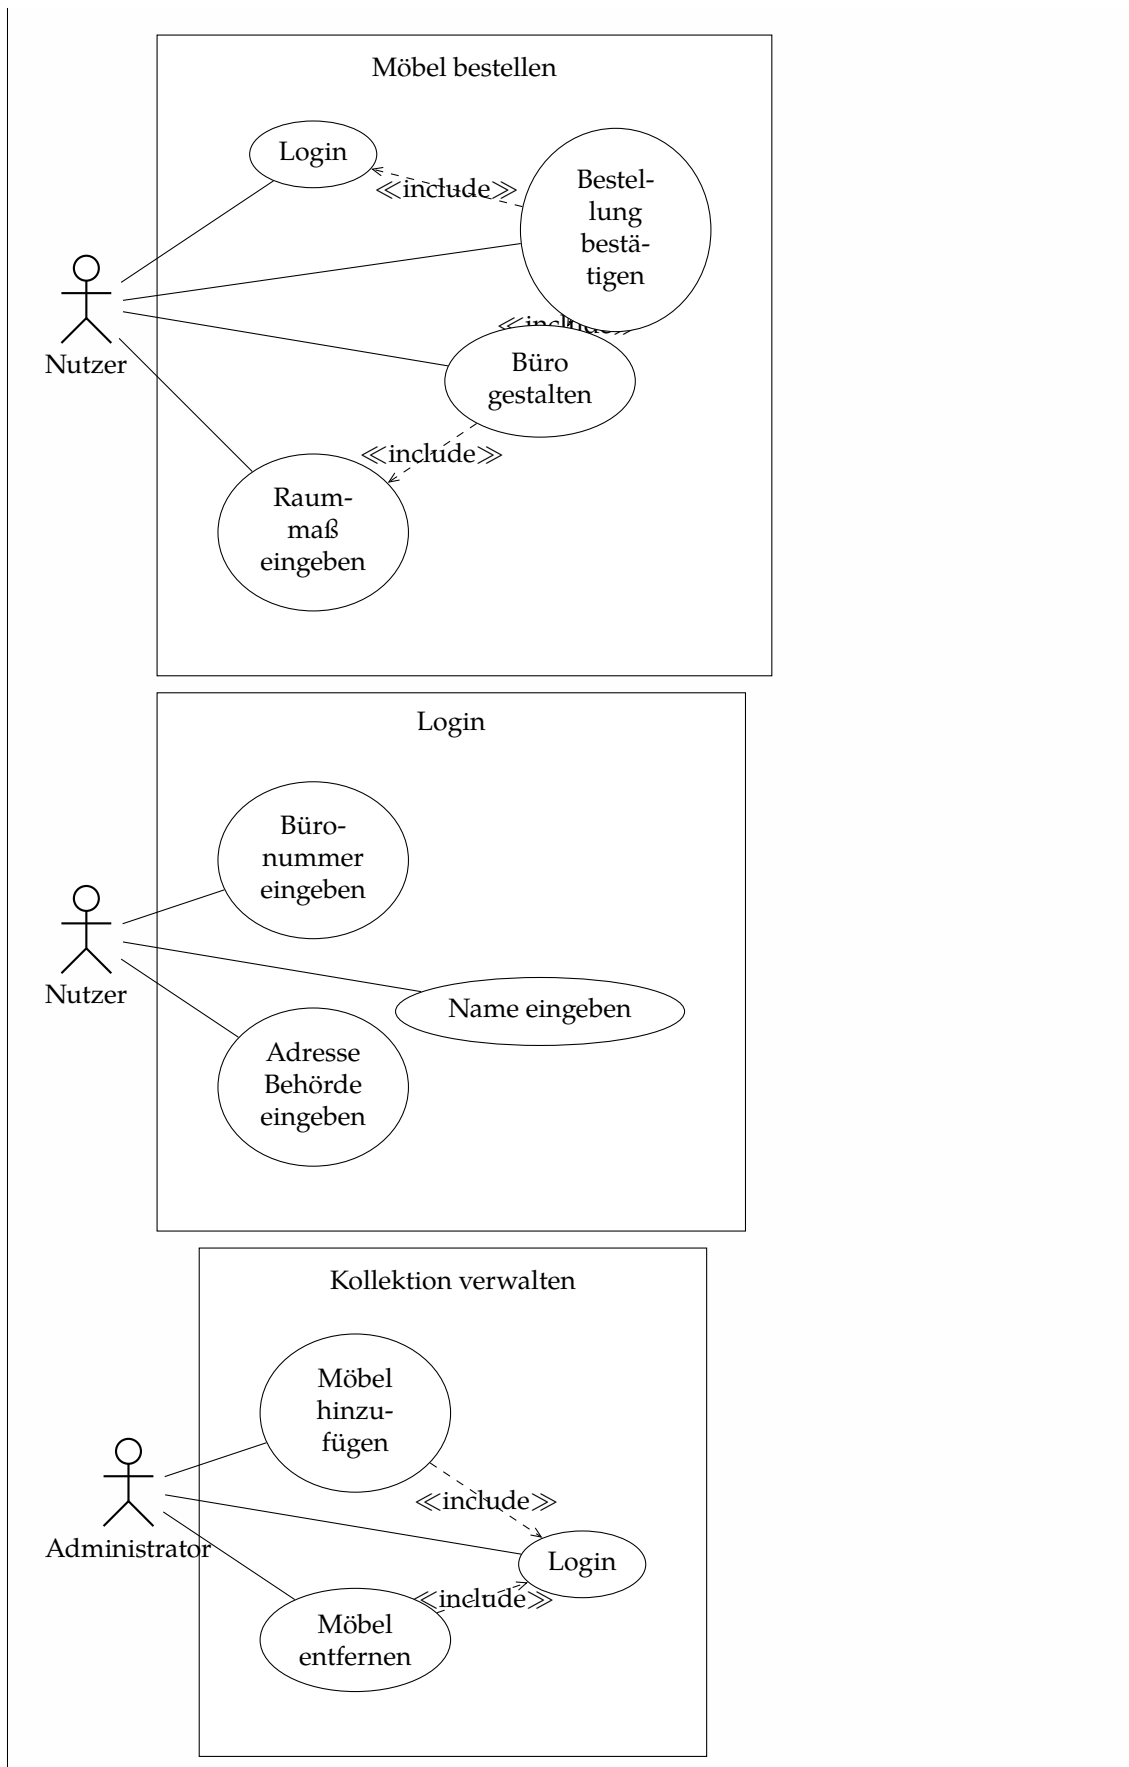 Möbel bestellen
Login
≪include≫
Bestel-
lung
bestä-
tigen
≪include≫
Büro
gestalten
Nutzer
≪include≫
Raum-
maß
eingeben
Login
Büro-
nummer
eingeben
Nutzer
Name eingeben
Adresse
Behörde
eingeben
Kollektion verwalten
Möbel
hinzu-
fügen
≪include≫
Administrator
Login
≪include≫
Möbel
entfernen